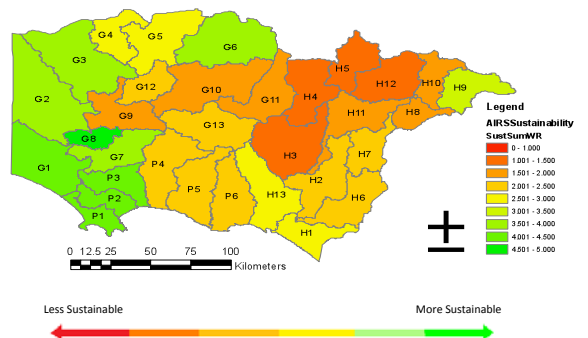 G4
G5
G6
G3
H5
G12
G10
H4
H12
H10
H9
G2
G11
G9
H11
H8
G8
G13
G7
H3
H7
G1
P4
P3
P5
P6
H2
P2
H13
H6
P1
H1
Legend
AIRSSustainability
SustSumWR
0 - 1.000
1.001 - 1.500
1.501 - 2.000
2.001 - 2.500
2.501 - 3.000
3.001 - 3.500
3.501 - 4.000
4.001 - 4.500
4.501 - 5.000
0 12.5 25 50 75 100
Kilometers
Less Sustainable
More Sustainable